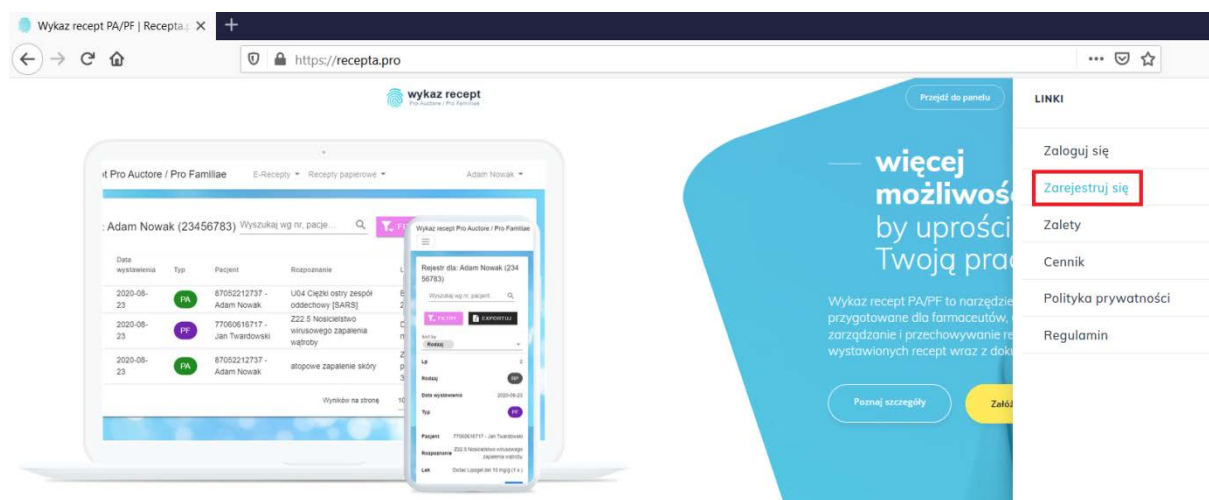 Wykaz recept PA/PF | Recepta.p
https://recepta.pro
wykaz recept
Pro Auctore / Pro Familiae
Przejdź do panelu
więcej
możliwoś
by uprości
Twoją pra
Wykaz recept PA/PF to narzędzie
przygotowane dla farmaceutów,
zarządzanie i przechowywanie re
wystawionych recept wraz z dok
Poznaj szczegóły
Załó
LINKI
Zaloguj się
Zarejestruj się
Zalety
Cennik
Polityka prywatności
Regulamin
t Pro Auctore / Pro Familiae E-Recepty Recepty papierowe Adam Nowak
: Adam Nowak (23456783) Wyszukaj wg nr, pacje...
Data
wystawienia Typ Pacjent Rozpoznanie
2020-08-
23 PA 87052212737 -
Adam Nowak U04 Ciężki ostry zespół
oddechowy [SARS]
2020-08-
23 PF 77060616717 -
Jan Twardowski Z22.5 Nosicielstwo
wirusowego zapalenia
wątroby
2020-08-
23 PA 87052212737 -
Adam Nowak atopowe zapalenie skóry
Wyników na stronę 10
Wykaz recept Pro Auctore / Pro Familiae
Rejestr dla: Adam Nowak (234
56783)
Wyszukaj wg nr, pacjent
FILTRY EXPORTUJ
Sort by
Rodzaj
Lp
Rodzaj RP
Data wystawienia 2020-08-23
Typ PF
Pacjent 77060616717 - Jan Twardowski
Rozpoznanie Z22.5 Nosicielstwo wirusowego
zapalenia wątroby
Lek